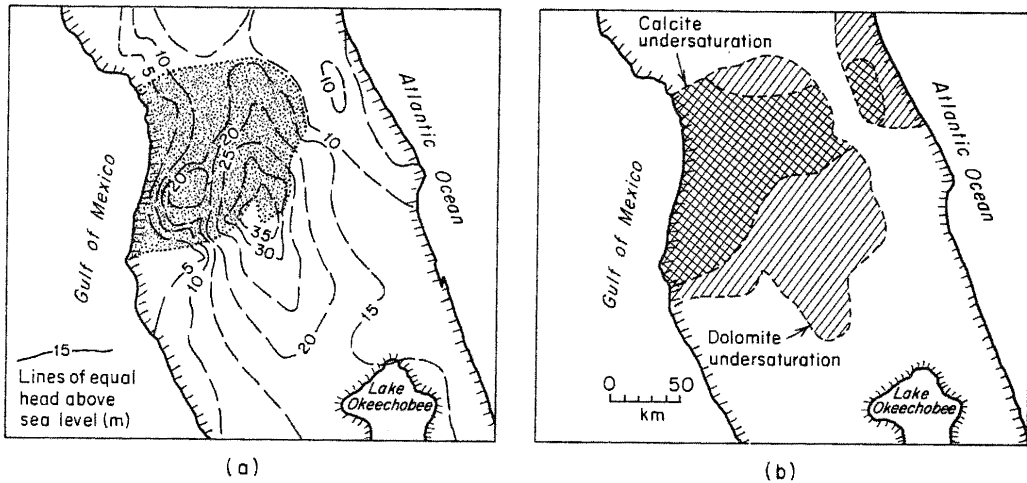 10
5
10
Atlantic
Ocean
10
20
25
20
35
30
Gulf of Mexico
5
10
20
15
15
Lines of equal
head above
sea level (m)
Lake
Okeechobee
(a)
Calcite
undersaturation
Atlantic
Ocean
Gulf of Mexico
Dolomite
undersaturation
0 50
km
Lake
Okeechobee
(b)